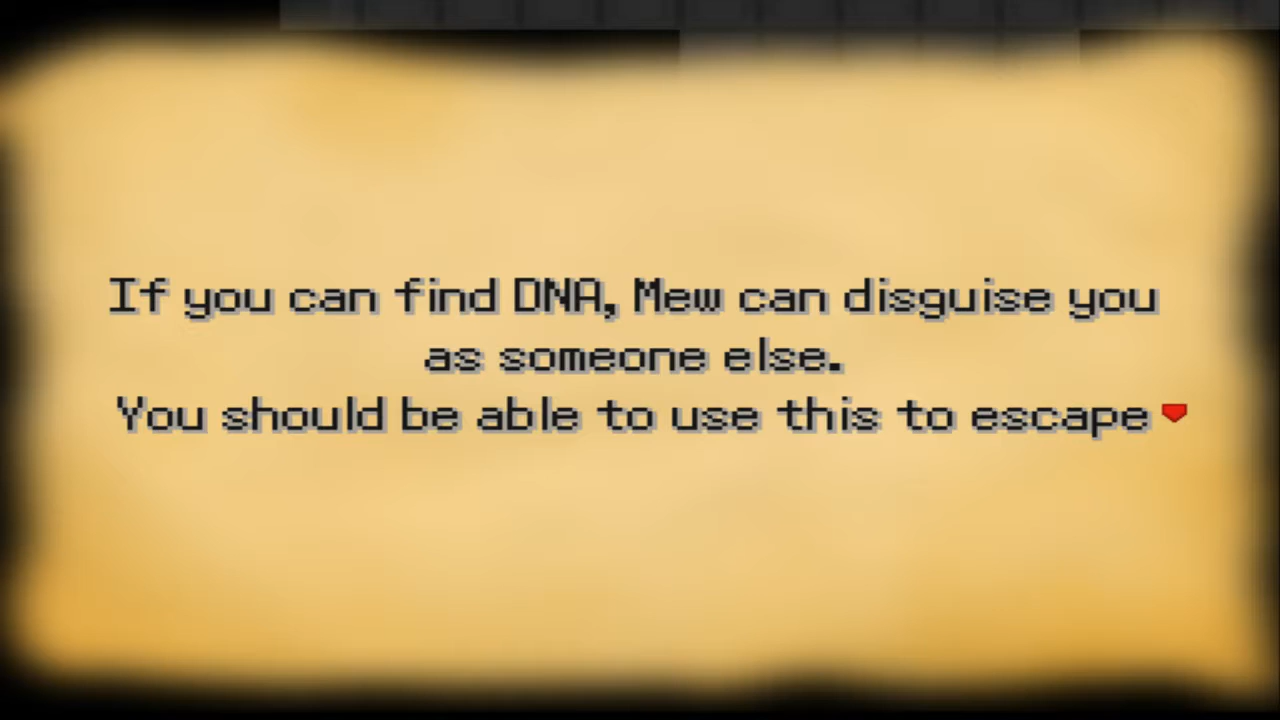 If you can find DNA, Mew can disguise you
as someone else.
You should be able to use this to escape